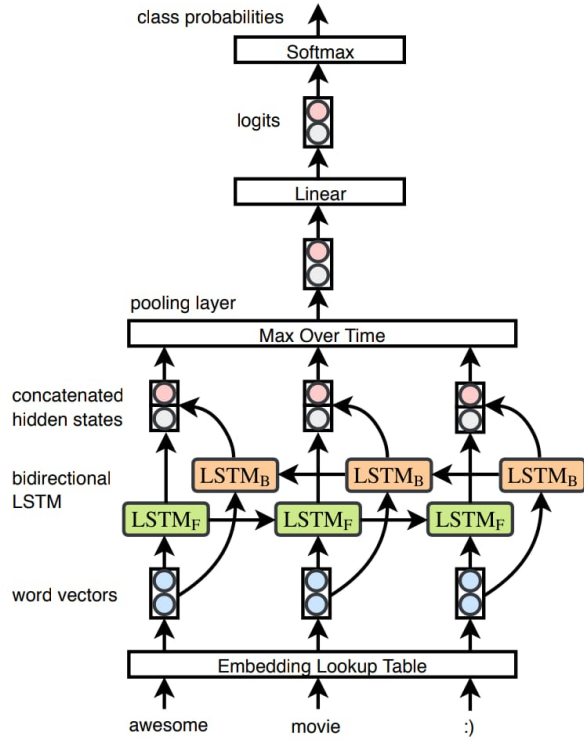 class probabilities
Softmax
logits
Linear
pooling layer
Max Over Time
concatenated
hidden states
bidirectional
LSTM
LSTM_B LSTM_B LSTM_B
LSTM_F LSTM_F LSTM_F
word vectors
Embedding Lookup Table
awesome movie :)